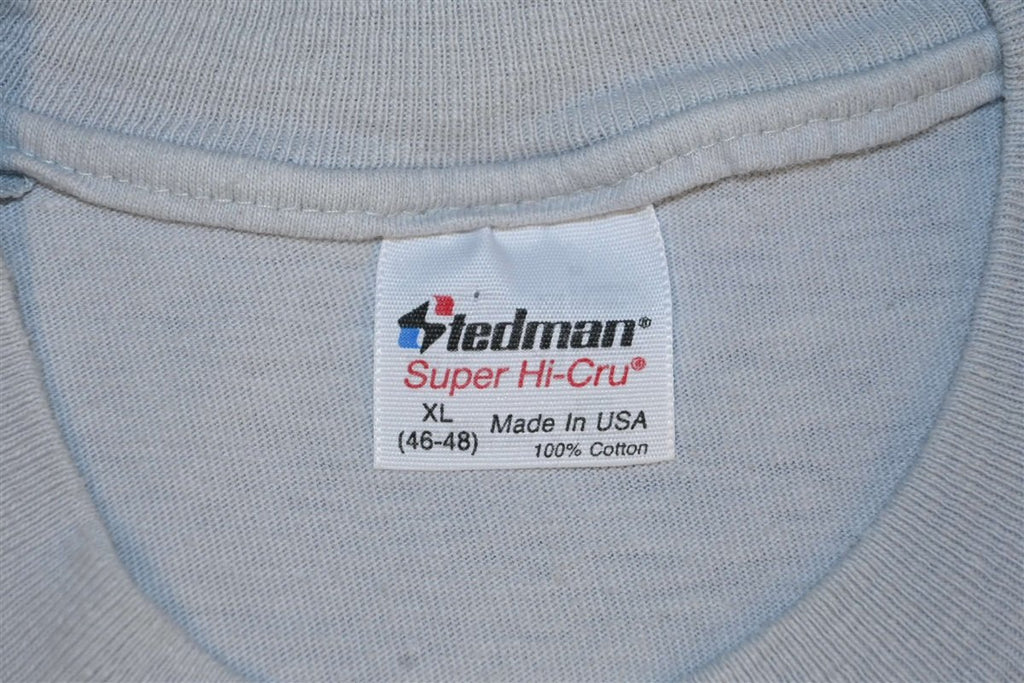 Stedman®
Super Hi-Cru®
XL
(46-48)
Made In USA
100% Cotton